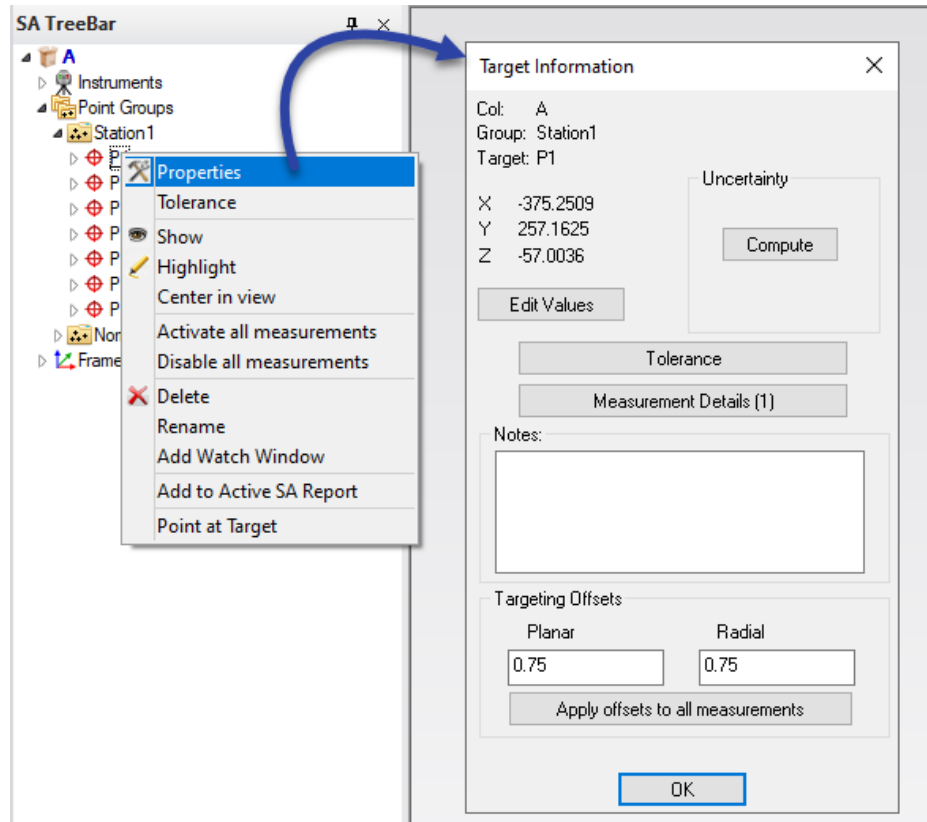 SA TreeBar
A
Instruments
Point Groups
Station1
P
P
P
P
P
P
P
Nor
Frame
Properties
Tolerance
Show
Highlight
Center in view
Activate all measurements
Disable all measurements
Delete
Rename
Add Watch Window
Add to Active SA Report
Point at Target
Target Information
Col: A
Group: Station1
Target: P1
X -375.2509
Y 257.1625
Z -57.0036
Uncertainty
Compute
Edit Values
Tolerance
Measurement Details (1)
Notes:
Targeting Offsets
Planar Radial
0.75 0.75
Apply offsets to all measurements
OK